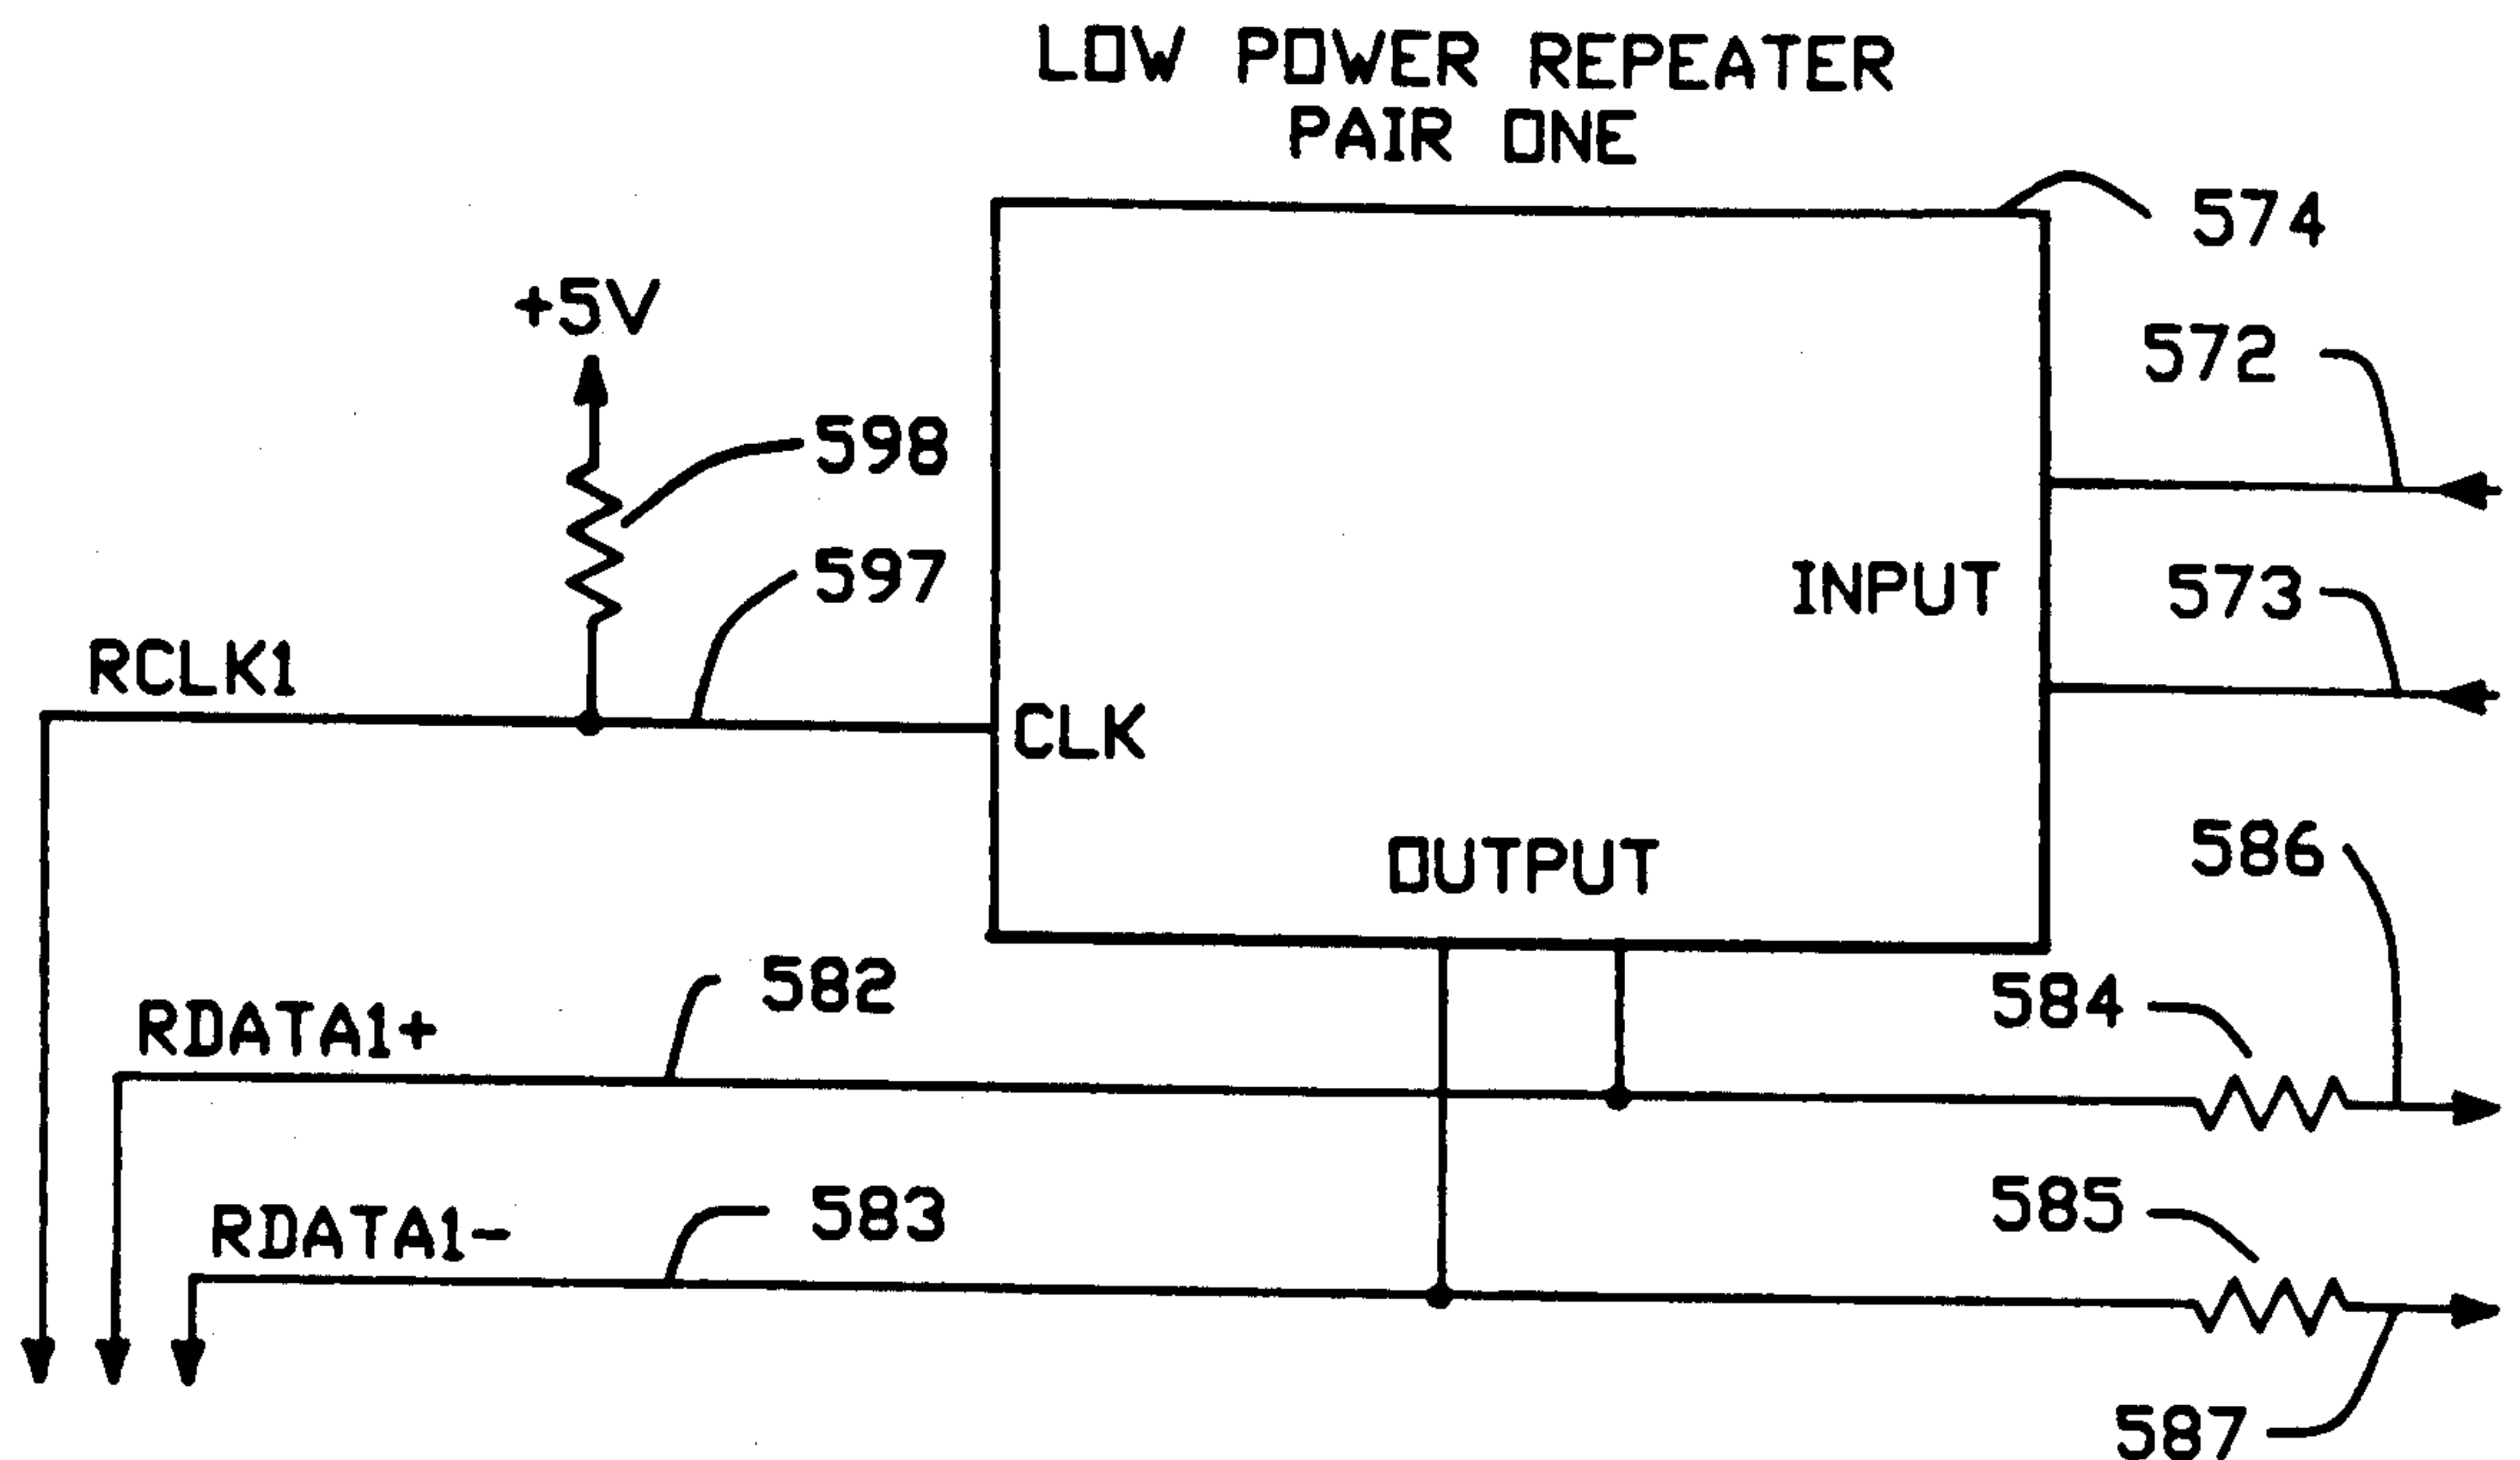 LOW POWER REPEATER
PAIR ONE
574
+5V
572
598
597
INPUT
573
RCLK1
CLK
586
OUTPUT
582
584
RDATA1+
585
583
RDATA1-
587